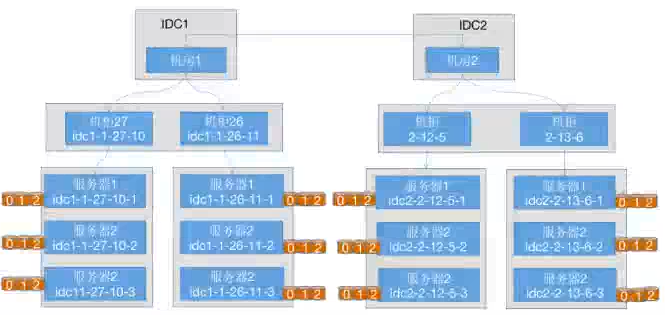 IDC1
IDC2
机房1
机房2
机柜27
idc1-1-27-10
机柜26
idc1-1-26-11
机柜
2-12-5
机柜
2-13-6
服务器1
idc1-1-27-10-1
服务器1
idc1-1-26-11-1
服务器1
idc2-2-12-5-1
服务器1
idc2-2-13-6-1
0 1 2
0 1 2
0 1 2
0 1 2
服务器2
idc1-1-27-10-2
服务器2
idc1-1-26-11-2
服务器2
idc2-2-12-5-2
服务器2
idc2-2-13-6-2
0 1 2
0 1 2
0 1 2
0 1 2
服务器2
idc11-27-10-3
服务器2
idc1-1-26-11-3
服务器2
idc2-2-12-5-3
服务器2
idc2-2-13-6-3
0 1 2
0 1 2
0 1 2
0 1 2